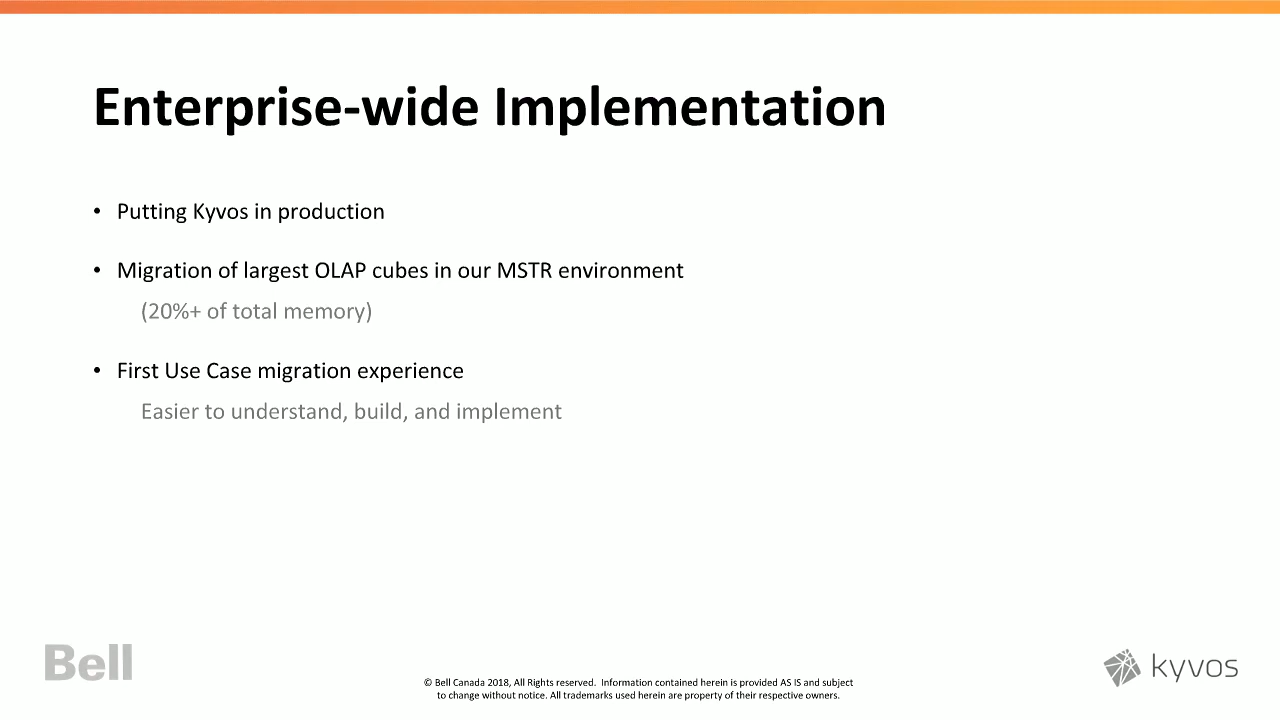 Enterprise-wide Implementation
• Putting Kyvos in production
• Migration of largest OLAP cubes in our MSTR environment
(20%+ of total memory)
• First Use Case migration experience
Easier to understand, build, and implement
Bell
© Bell Canada 2018, All Rights reserved. Information contained herein is provided AS IS and subject
to change without notice. All trademarks used herein are property of their respective owners.
kyvos